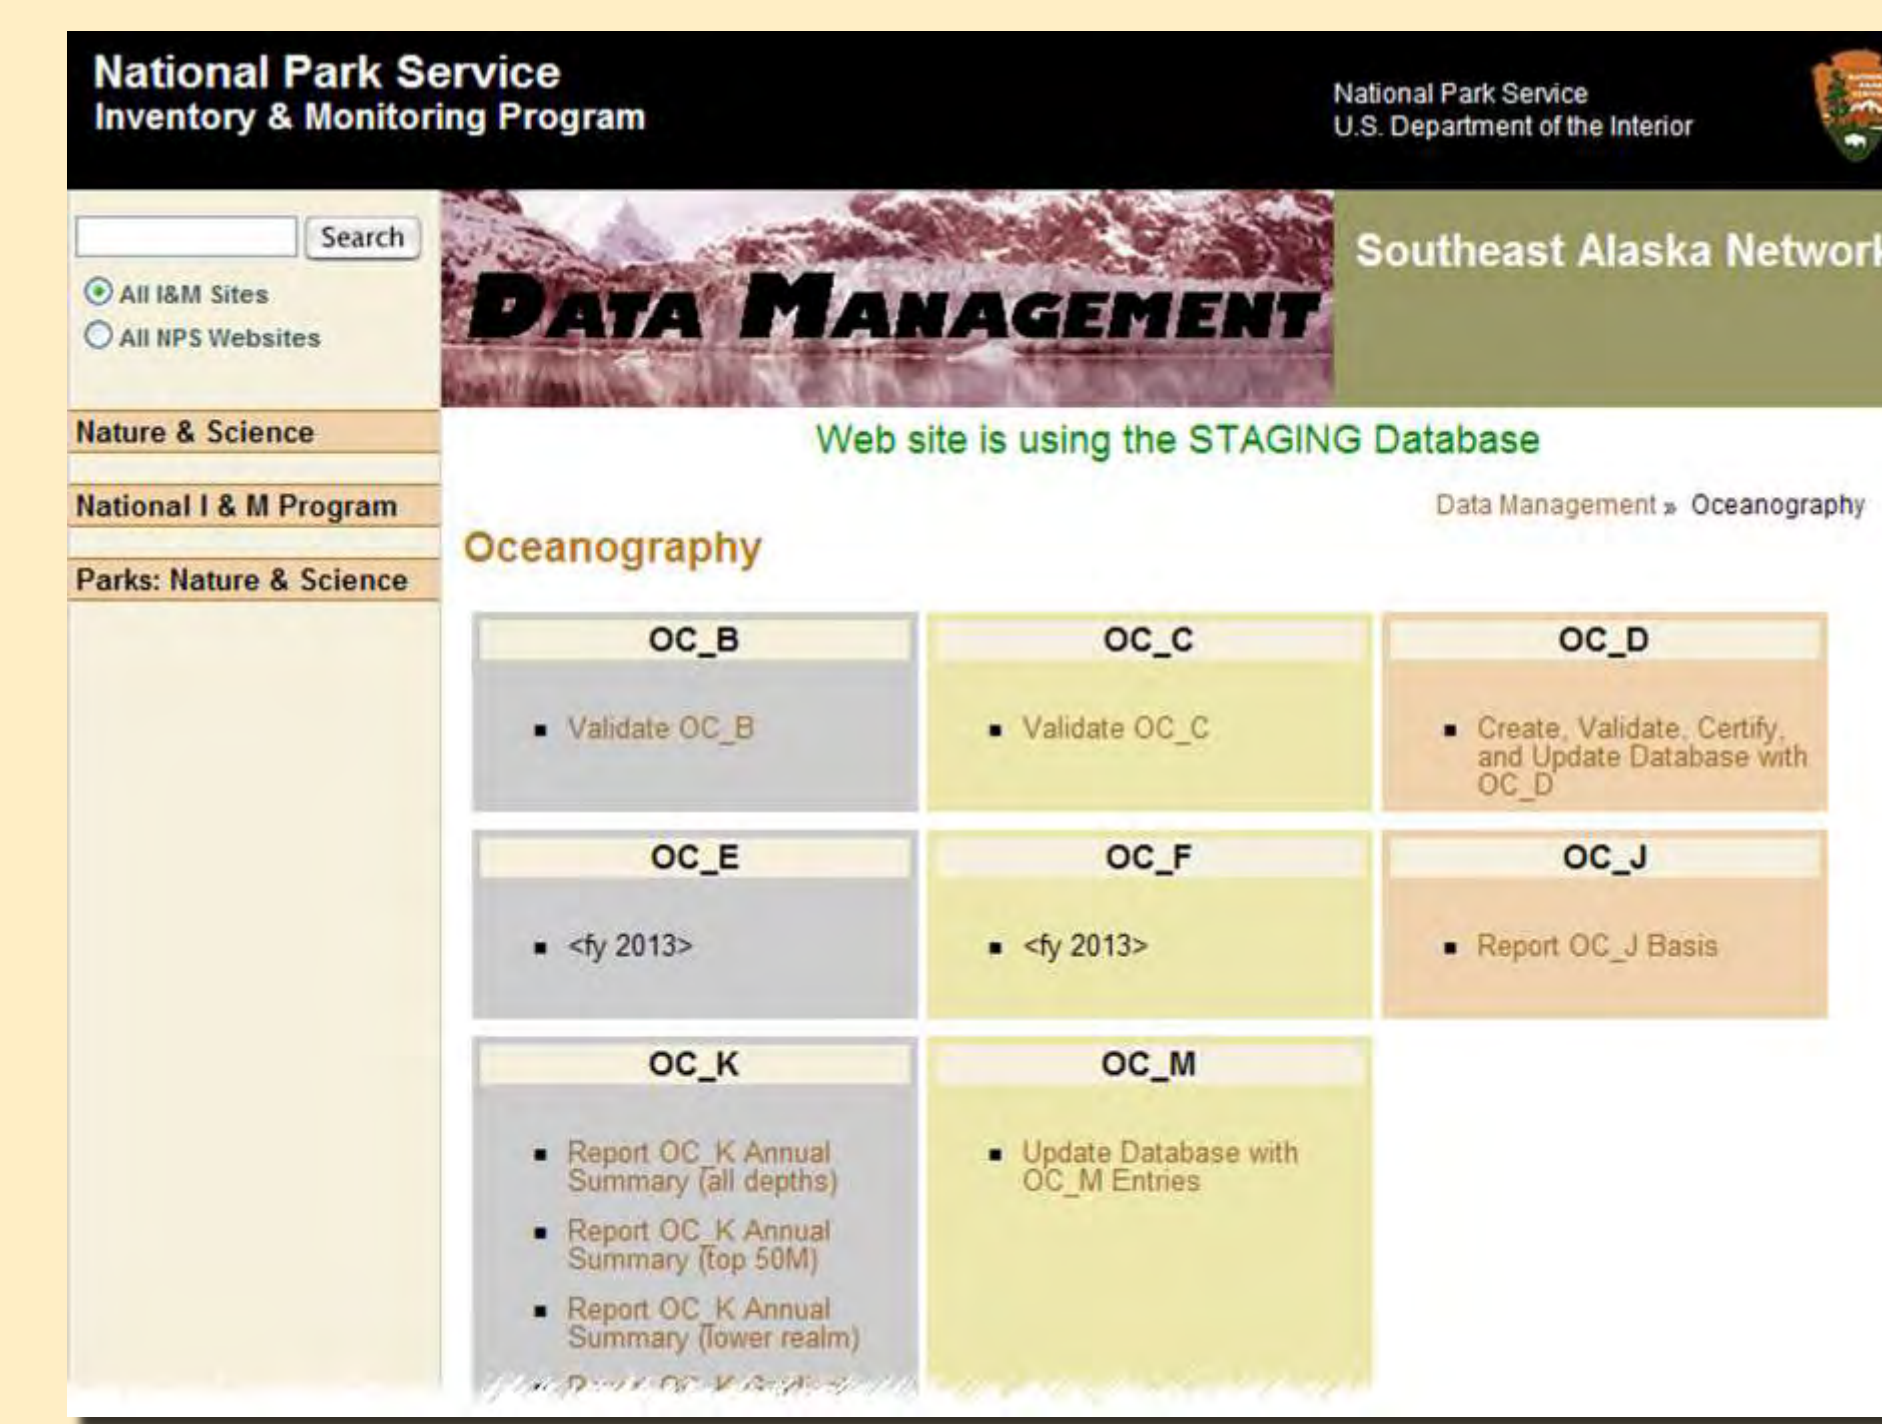 National Park Service
Inventory & Monitoring Program
National Park Service
U.S. Department of the Interior
Search
All I&M Sites
All NPS Websites
DATA MANAGEMENT
Southeast Alaska Network
Nature & Science
National I & M Program
Parks: Nature & Science
Web site is using the STAGING Database
Data Management » Oceanography
Oceanography
OC_B
Validate OC_B
OC_C
Validate OC_C
OC_D
Create, Validate, Certify,
and Update Database with
OC_D
OC_E
<fy 2013>
OC_F
<fy 2013>
OC_J
Report OC_J Basis
OC_K
Report OC_K Annual
Summary (all depths)
Report OC_K Annual
Summary (top 50M)
Report OC_K Annual
Summary (lower realm)
OC_M
Update Database with
OC_M Entries